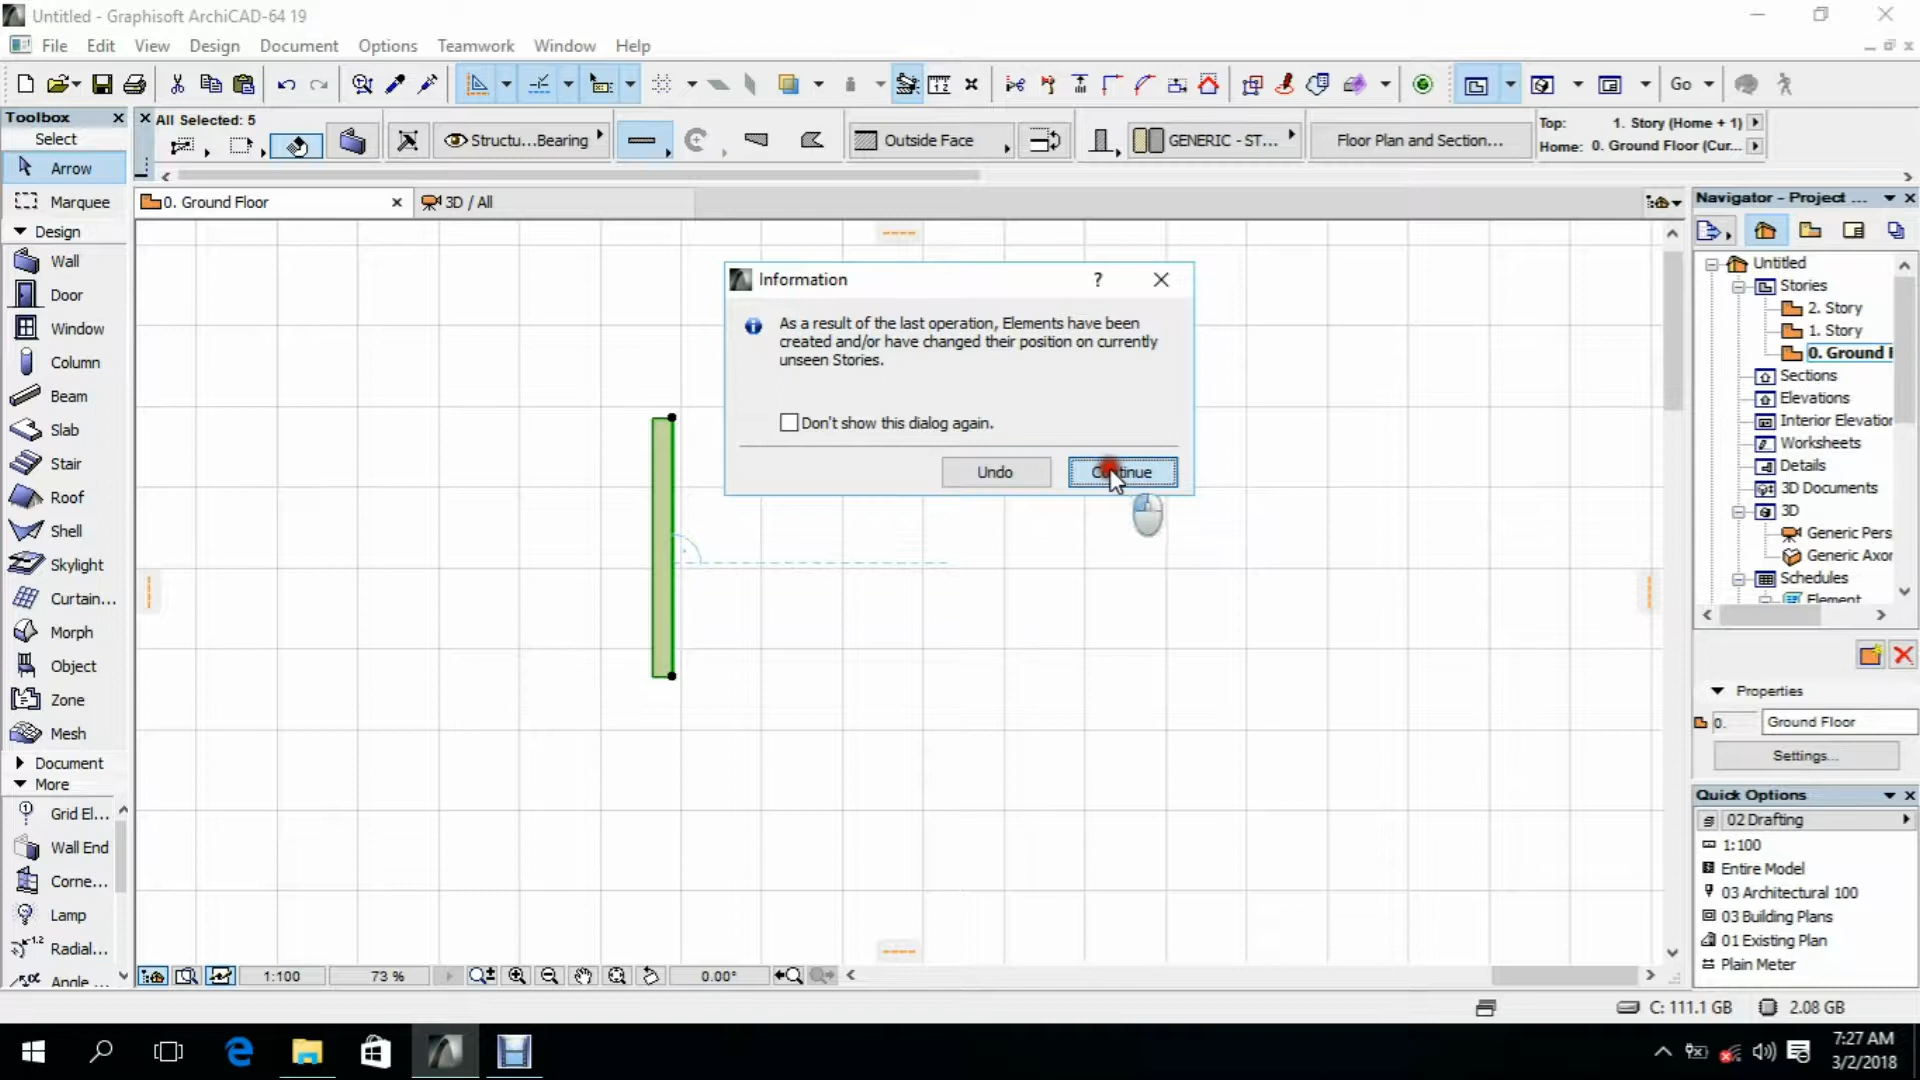 Untitled - Graphisoft ArchiCAD-64 19
File Edit View Design Document Options Teamwork Window Help
Go
Toolbox
Select
Arrow
Marquee
Design
Wall
Door
Window
Column
Beam
Slab
Stair
Roof
Shell
Skylight
Curtain...
Morph
Object
Zone
Mesh
Document
More
Grid El...
Wall End
Corne...
Lamp
Radial...
Angle ...
All Selected: 5
Structu...Bearing
Outside Face
GENERIC - ST...
Floor Plan and Section...
Top: 1. Story (Home + 1)
Home: 0. Ground Floor (Cur...
0. Ground Floor
3D / All
Information
?
As a result of the last operation, Elements have been
created and/or have changed their position on currently
unseen Stories.
Don't show this dialog again.
Undo
Continue
1:100
73 %
0.00°
Navigator - Project ...
Untitled
Stories
2. Story
1. Story
0. Ground F
Sections
Elevations
Interior Elevation
Worksheets
Details
3D Documents
3D
Generic Pers
Generic Axon
Schedules
Element
Properties
0.
Ground Floor
Settings...
Quick Options
02 Drafting
1:100
Entire Model
03 Architectural 100
03 Building Plans
01 Existing Plan
Plain Meter
C: 111.1 GB
2.08 GB
7:27 AM
3/2/2018